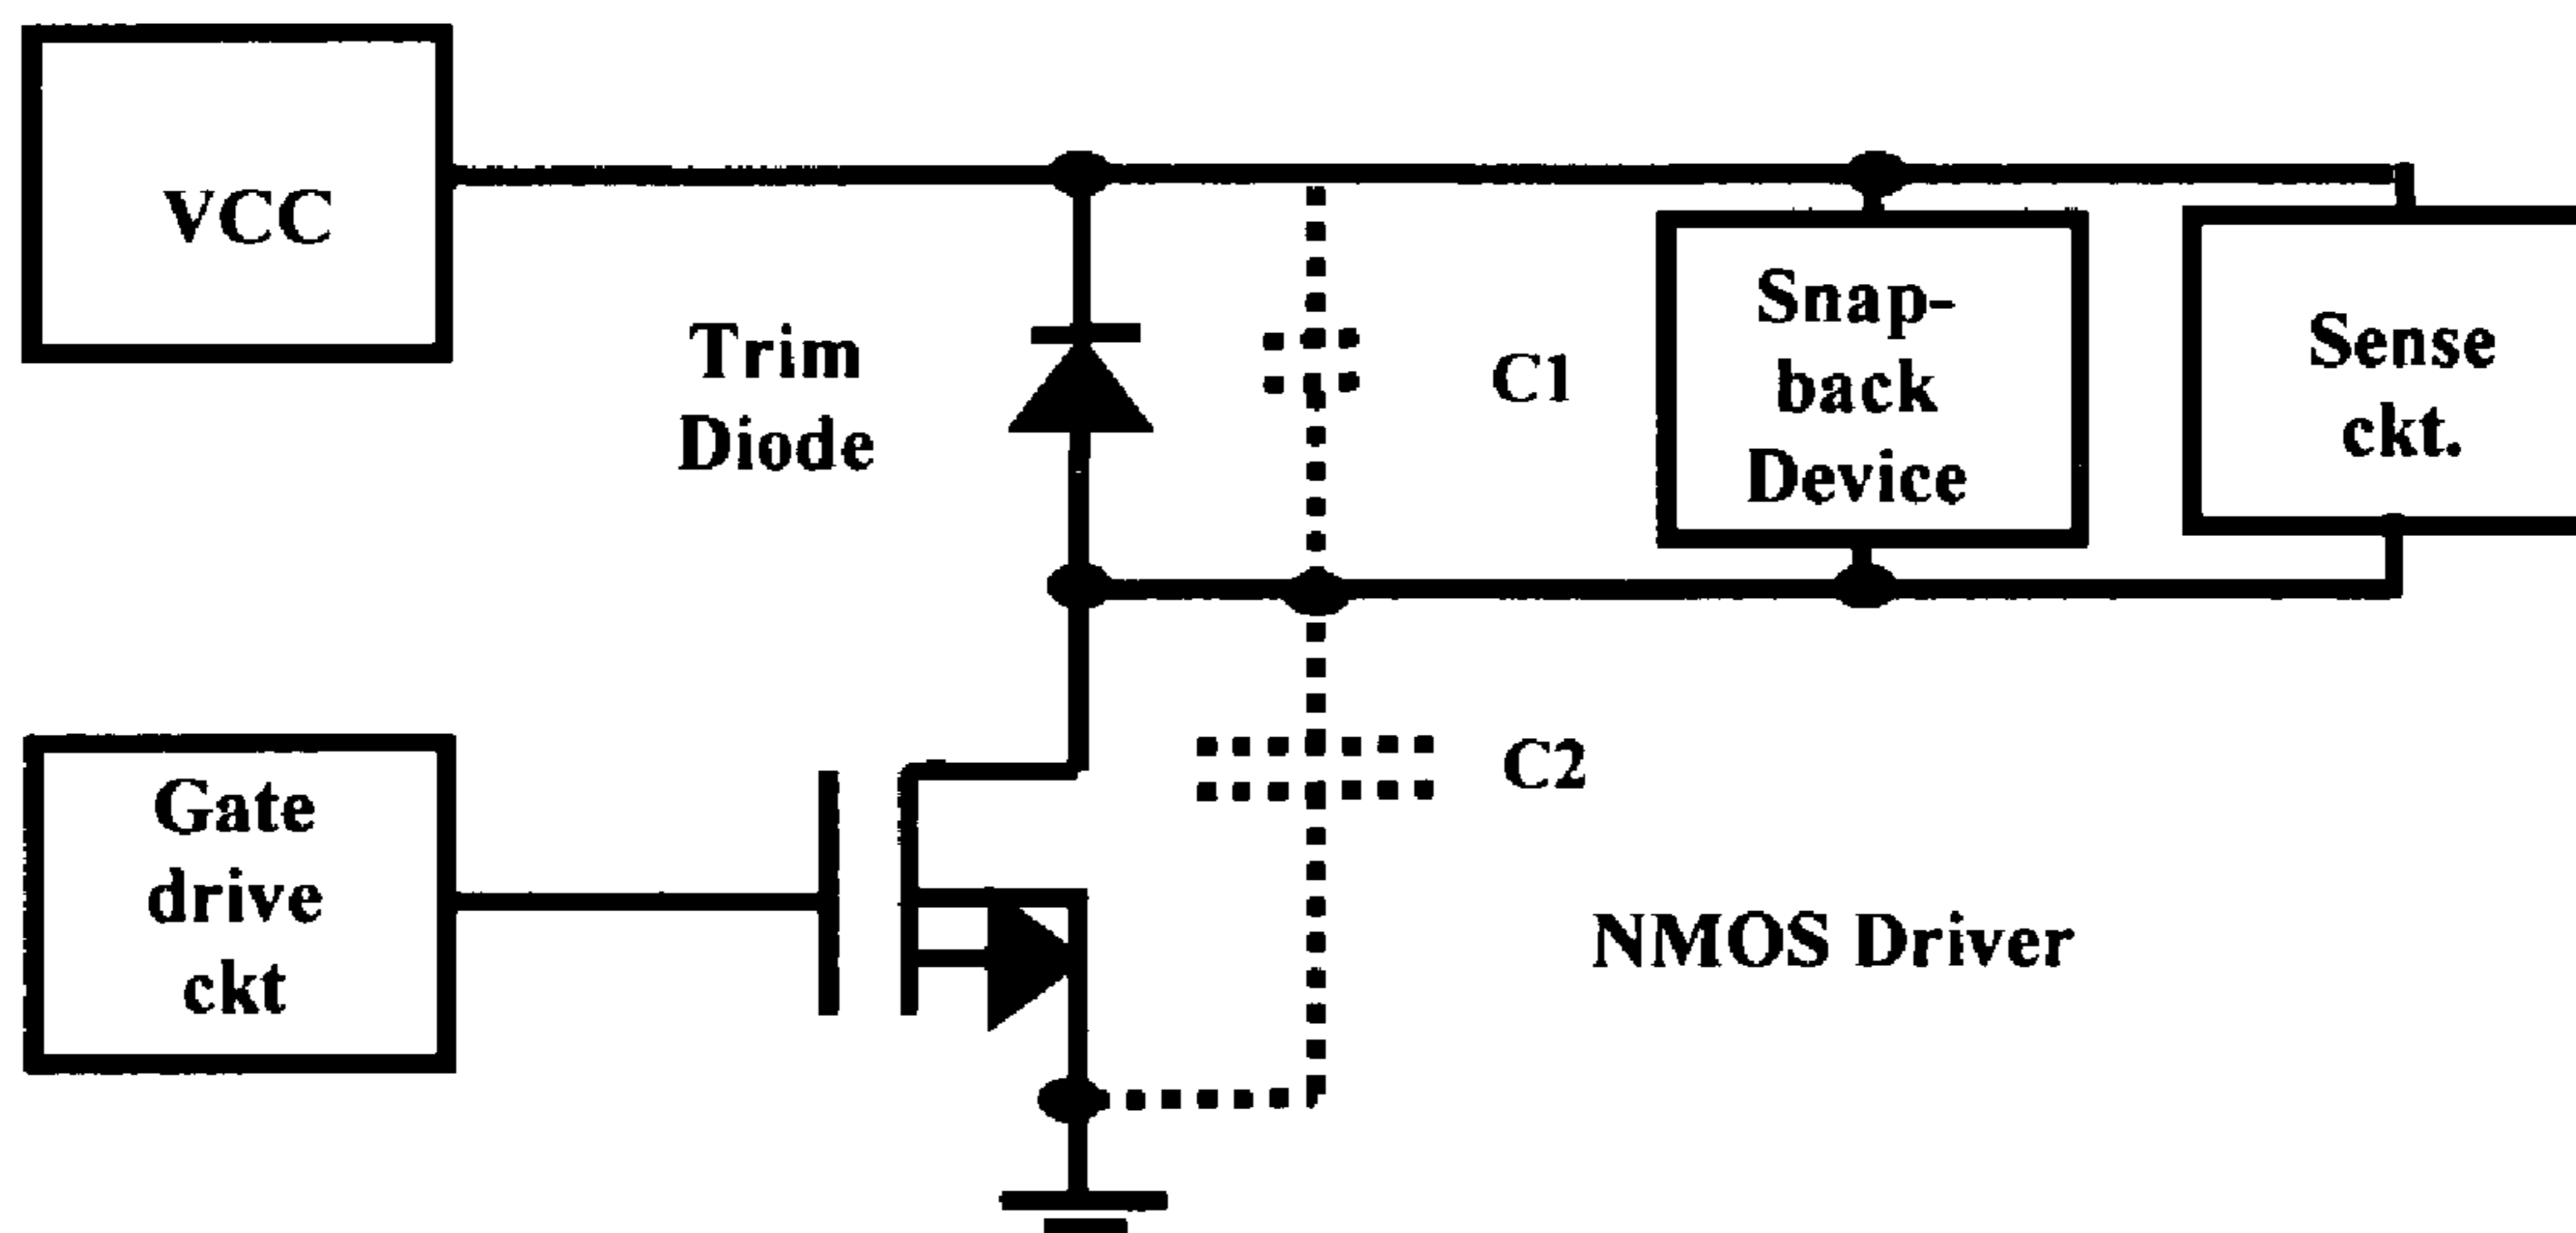 VCC
Trim
Diode
C1
Snap-
back
Device
Sense
ckt.
Gate
drive
ckt
C2
NMOS Driver